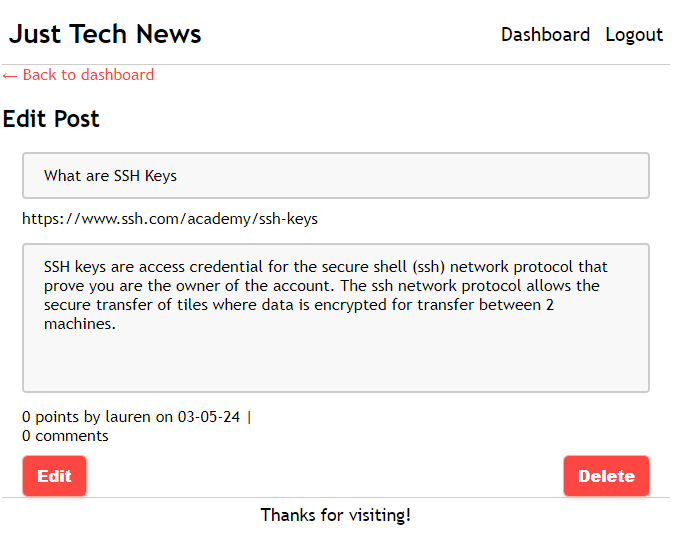 Just Tech News
Dashboard Logout
← Back to dashboard
Edit Post
What are SSH Keys
https://www.ssh.com/academy/ssh-keys
SSH keys are access credential for the secure shell (ssh) network protocol that
prove you are the owner of the account. The ssh network protocol allows the
secure transfer of tiles where data is encrypted for transfer between 2
machines.
0 points by lauren on 03-05-24 |
0 comments
Edit
Delete
Thanks for visiting!